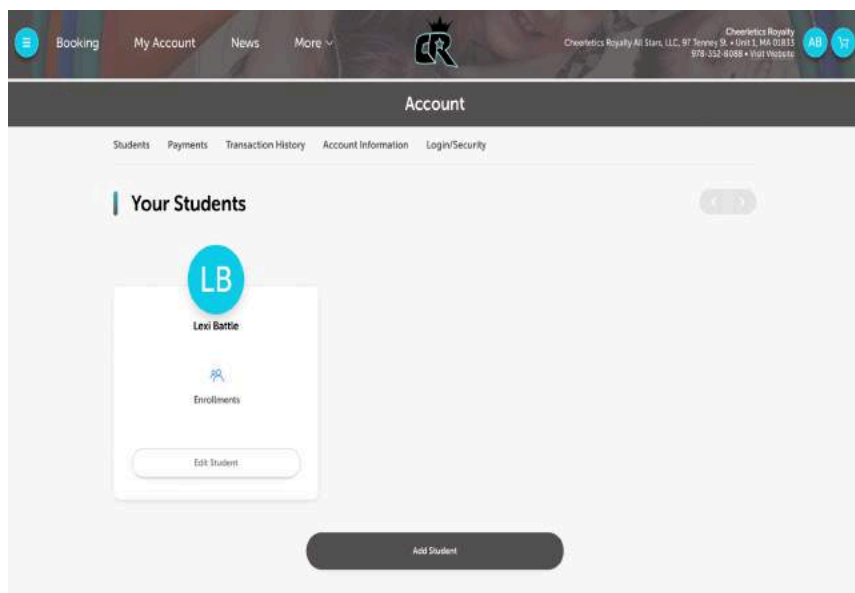 Booking My Account News More
CR
Cheerletics Royalty
Cheerletics Royalty All Stars, LLC, 97 Tenney St. • Unit 1, MA 01833
978-352-8088 • Visit Website
AB
Account
Students Payments Transaction History Account Information Login/Security
Your Students
LB
Lexi Battle
Enrollments
Edit Student
Add Student